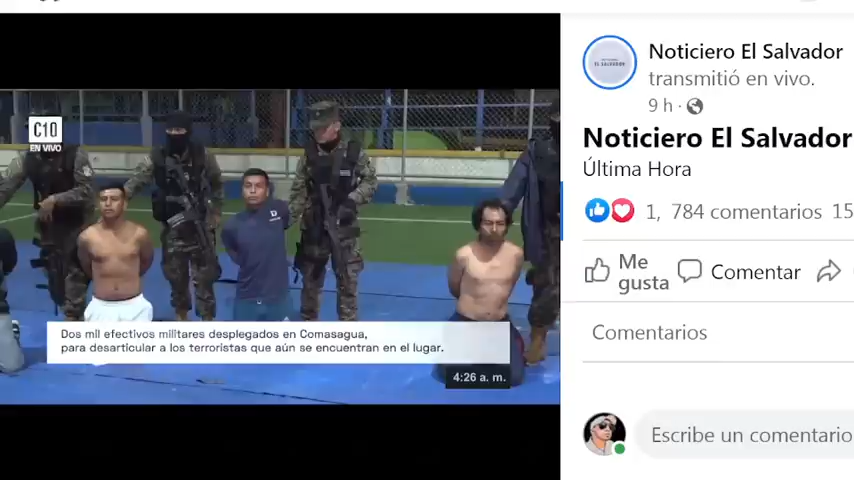 C10
EN VIVO
Dos mil efectivos militares desplegados en Comasagua,
para desarticular a los terroristas que aún se encuentran en el lugar.
4:26 a. m.
EL SALVADOR
Noticiero El Salvador
transmitió en vivo.
9 h ·
Noticiero El Salvador
Última Hora
1, 784 comentarios 15
Me gusta
Comentar
Comentarios
Escribe un comentario